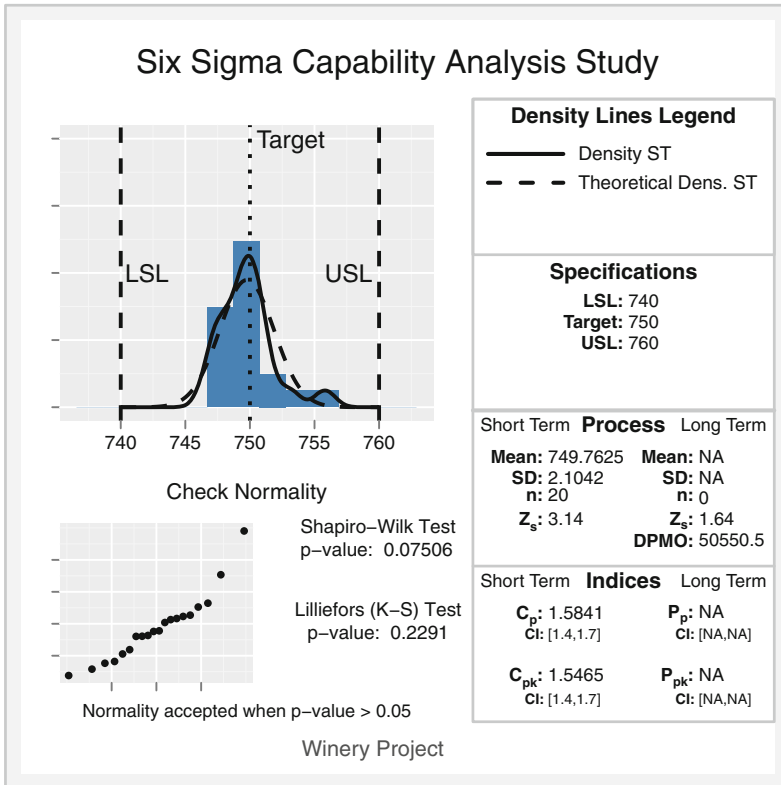 Six Sigma Capability Analysis Study
Target
LSL
USL
740 745 750 755 760
Check Normality
Shapiro−Wilk Test
p−value: 0.07506
Lilliefors (K−S) Test
p−value: 0.2291
Normality accepted when p−value > 0.05
Density Lines Legend
Density ST
Theoretical Dens. ST
Specifications
LSL: 740
Target: 750
USL: 760
Short Term Process Long Term
Mean: 749.7625 Mean: NA
SD: 2.1042 SD: NA
n: 20 n: 0
Zs: 3.14 Zs: 1.64
DPMO: 50550.5
Short Term Indices Long Term
Cp: 1.5841 Pp: NA
CI: [1.4,1.7] CI: [NA,NA]
Cpk: 1.5465 Ppk: NA
CI: [1.4,1.7] CI: [NA,NA]
Winery Project